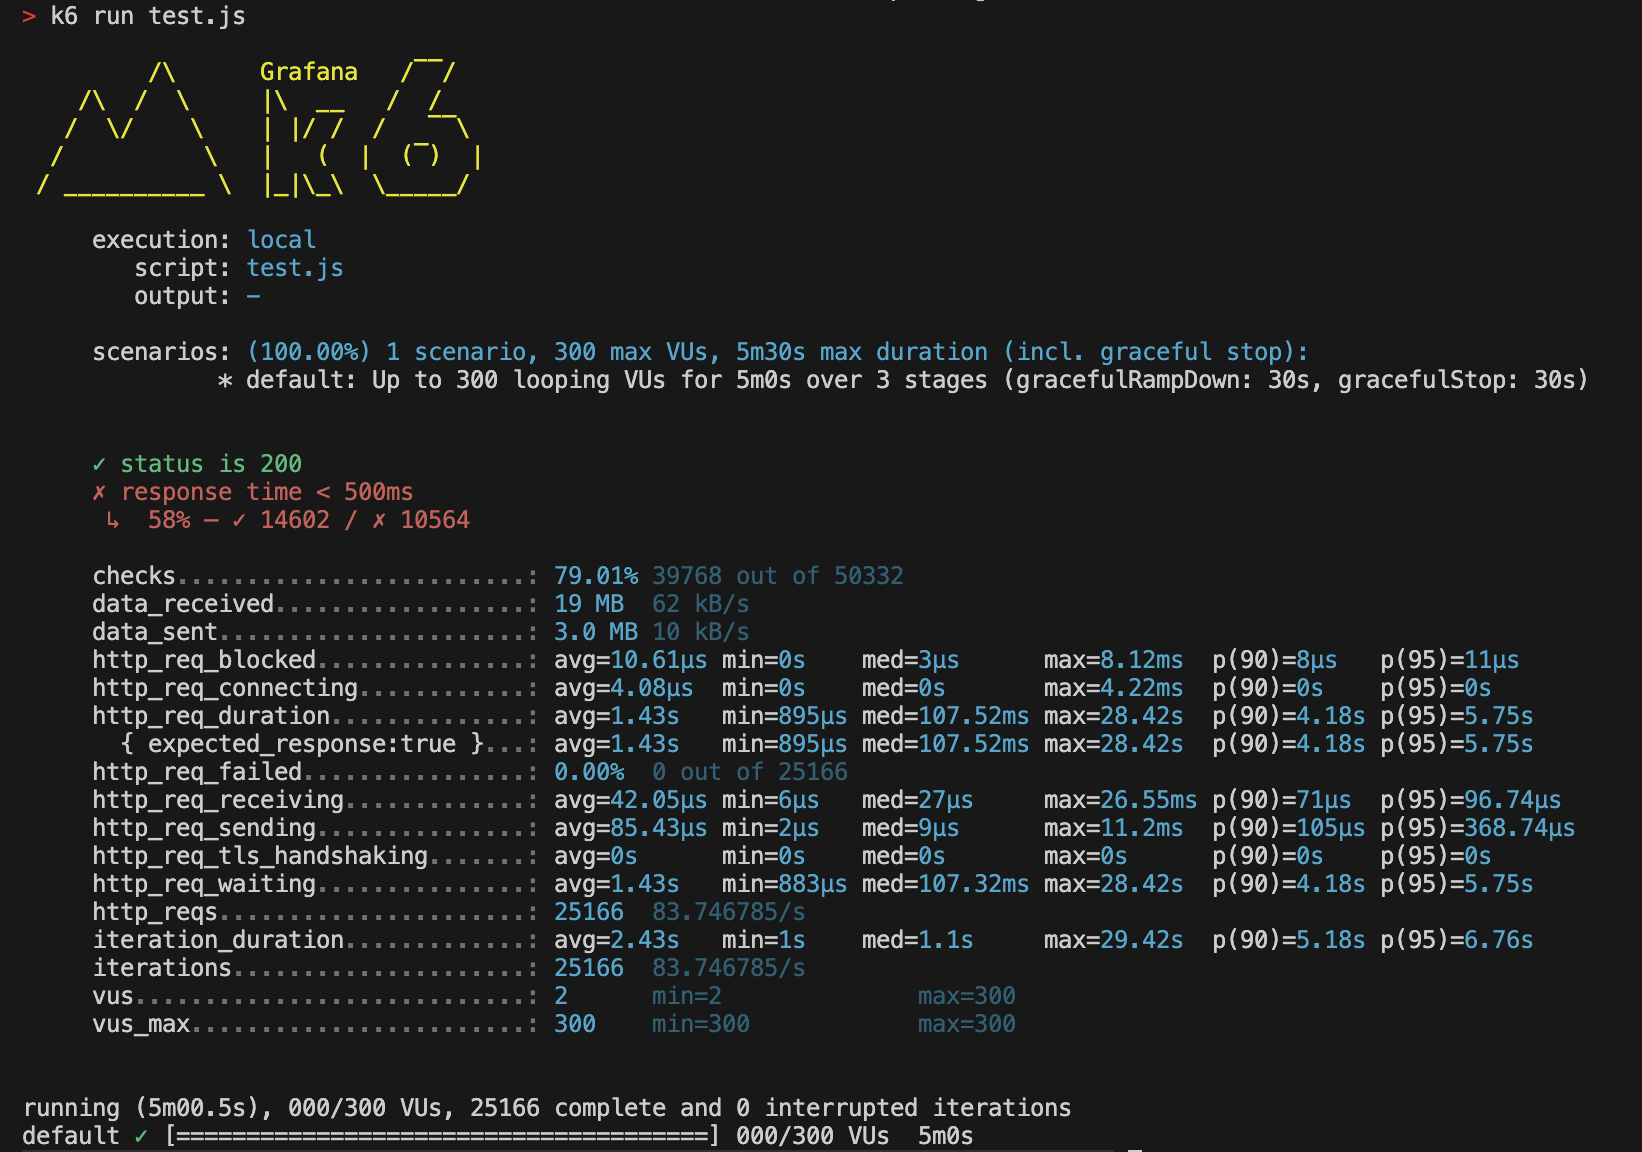 > k6 run test.js
Grafana
execution: local
script: test.js
output: -
scenarios: (100.00%) 1 scenario, 300 max VUs, 5m30s max duration (incl. graceful stop):
* default: Up to 300 looping VUs for 5m0s over 3 stages (gracefulRampDown: 30s, gracefulStop: 30s)
✓ status is 200
✗ response time < 500ms
↳  58% — ✓ 14602 / ✗ 10564
checks.........................: 79.01% 39768 out of 50332
data_received..................: 19 MB  62 kB/s
data_sent......................: 3.0 MB 10 kB/s
http_req_blocked...............: avg=10.61µs min=0s    med=3µs      max=8.12ms  p(90)=8µs   p(95)=11µs
http_req_connecting............: avg=4.08µs  min=0s    med=0s       max=4.22ms  p(90)=0s    p(95)=0s
http_req_duration..............: avg=1.43s   min=895µs med=107.52ms max=28.42s  p(90)=4.18s p(95)=5.75s
{ expected_response:true }...: avg=1.43s   min=895µs med=107.52ms max=28.42s  p(90)=4.18s p(95)=5.75s
http_req_failed................: 0.00%  0 out of 25166
http_req_receiving.............: avg=42.05µs min=6µs   med=27µs     max=26.55ms p(90)=71µs  p(95)=96.74µs
http_req_sending...............: avg=85.43µs min=2µs   med=9µs      max=11.2ms  p(90)=105µs p(95)=368.74µs
http_req_tls_handshaking.......: avg=0s      min=0s    med=0s       max=0s      p(90)=0s    p(95)=0s
http_req_waiting...............: avg=1.43s   min=883µs med=107.32ms max=28.42s  p(90)=4.18s p(95)=5.75s
http_reqs......................: 25166  83.746785/s
iteration_duration.............: avg=2.43s   min=1s    med=1.1s     max=29.42s  p(90)=5.18s p(95)=6.76s
iterations.....................: 25166  83.746785/s
vus............................: 2      min=2              max=300
vus_max........................: 300    min=300            max=300
running (5m00.5s), 000/300 VUs, 25166 complete and 0 interrupted iterations
default ✓ [======================================] 000/300 VUs  5m0s